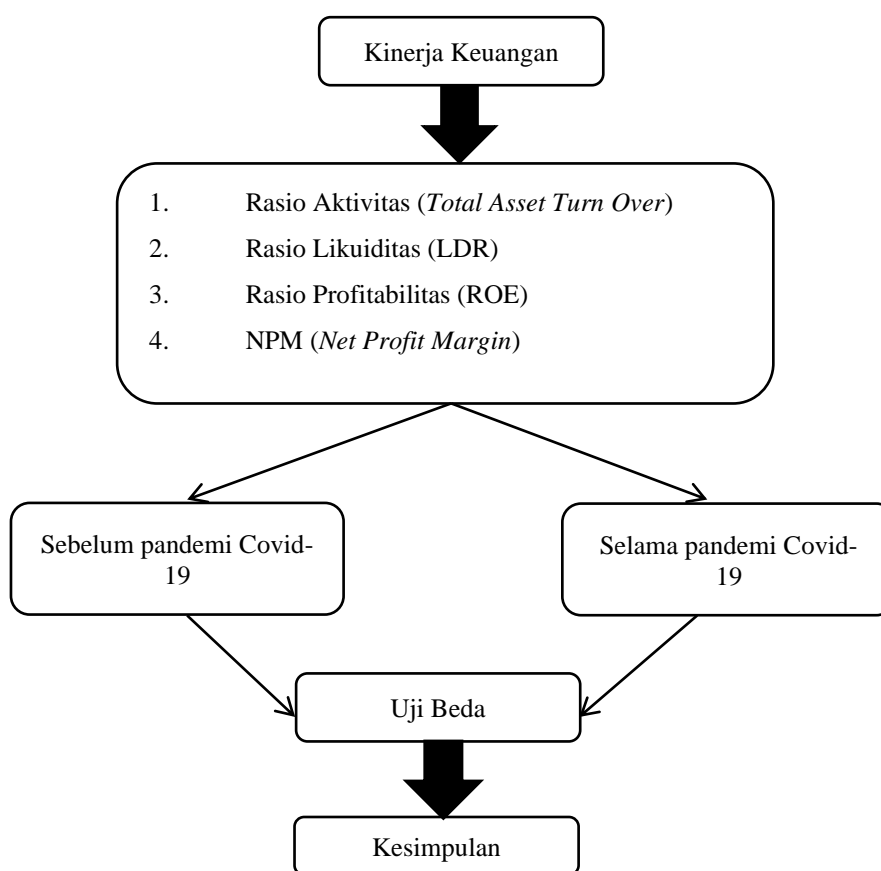 Kinerja Keuangan
1. Rasio Aktivitas (Total Asset Turn Over)
2. Rasio Likuiditas (LDR)
3. Rasio Profitabilitas (ROE)
4. NPM (Net Profit Margin)
Sebelum pandemi Covid-
19
Selama pandemi Covid-
19
Uji Beda
Kesimpulan